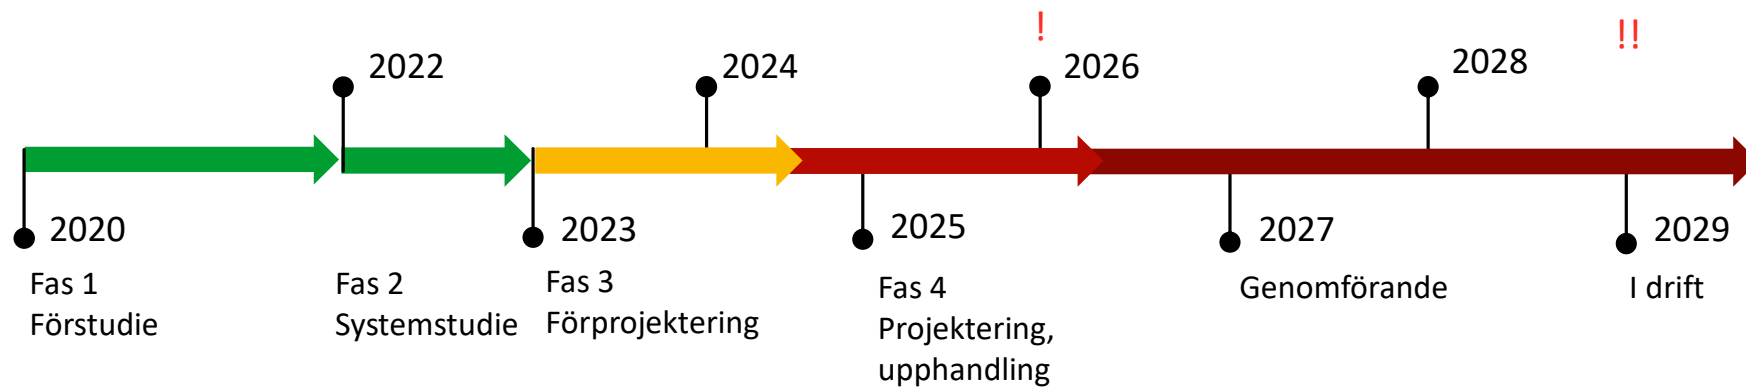 !
!!
2022
2024
2026
2028
2020
2023
2025
2027
2029
Fas 1
Förstudie
Fas 2
Systemstudie
Fas 3
Förprojektering
Fas 4
Projektering,
upphandling
Genomförande
I drift